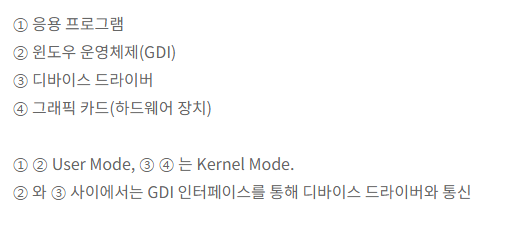 ① 응용 프로그램
② 윈도우 운영체제(GDI)
③ 디바이스 드라이버
④ 그래픽 카드(하드웨어 장치)
① ② User Mode, ③ ④ 는 Kernel Mode.
② 와 ③ 사이에서는 GDI 인터페이스를 통해 디바이스 드라이버와 통신